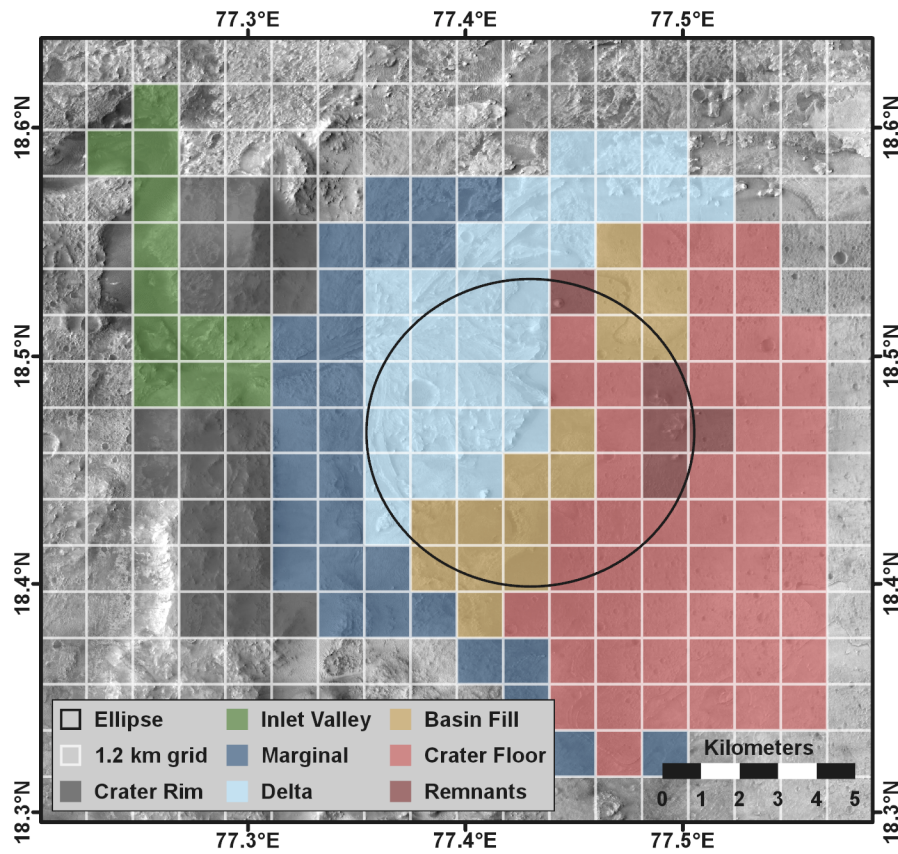 77.3°E 77.4°E 77.5°E
18.6°N 18.6°N
18.5°N 18.5°N
18.4°N 18.4°N
18.3°N 18.3°N
Ellipse Inlet Valley Basin Fill
1.2 km grid Marginal Crater Floor
Crater Rim Delta Remnants
Kilometers
0 1 2 3 4 5
77.3°E 77.4°E 77.5°E